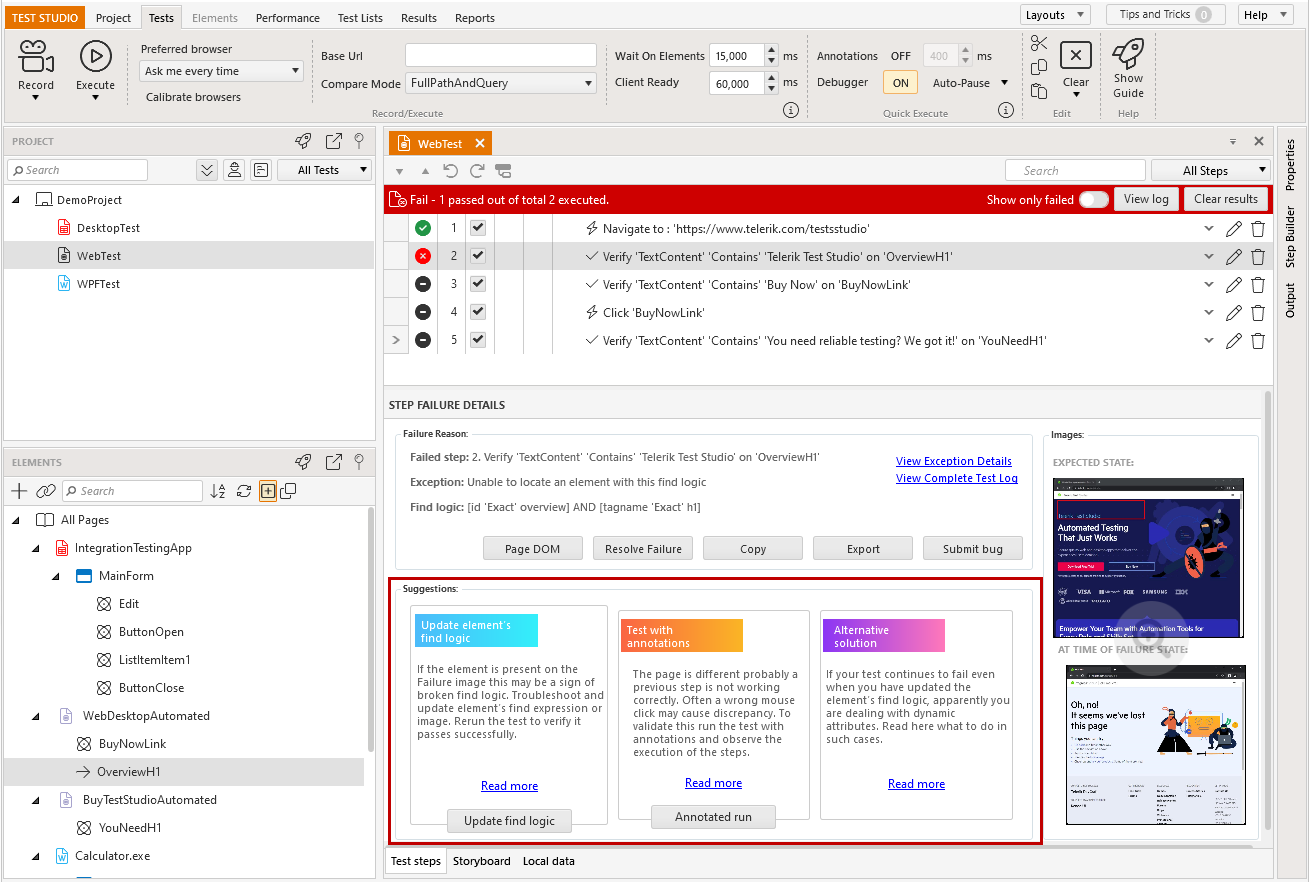 TEST STUDIO Project Tests Elements Performance Test Lists Results Reports Layouts Tips and Tricks 0 Help
Record
Execute
Preferred browser
Ask me every time
Calibrate browsers
Base Url
Compare Mode FullPathAndQuery
Record/Execute
Wait On Elements 15,000 ms
Client Ready 60,000 ms
Annotations OFF 400 ms
Debugger ON Auto-Pause
Quick Execute
Clear
Edit
Show
Guide
Help
PROJECT
Search All Tests
DemoProject
DesktopTest
WebTest
WPFTest
ELEMENTS
Search
All Pages
IntegrationTestingApp
MainForm
Edit
ButtonOpen
ListItemItem1
ButtonClose
WebDesktopAutomated
BuyNowLink
OverviewH1
BuyTestStudioAutomated
YouNeedH1
Calculator.exe
WebTest
Search All Steps
Fail - 1 passed out of total 2 executed. Show only failed View log Clear results
1 Navigate to : 'https://www.telerik.com/teststudio'
2 Verify 'TextContent' 'Contains' 'Telerik Test Studio' on 'OverviewH1'
3 Verify 'TextContent' 'Contains' 'Buy Now' on 'BuyNowLink'
4 Click 'BuyNowLink'
5 Verify 'TextContent' 'Contains' 'You need reliable testing? We got it!' on 'YouNeedH1'
STEP FAILURE DETAILS
Failure Reason:
Failed step: 2. Verify 'TextContent' 'Contains' 'Telerik Test Studio' on 'OverviewH1'
Exception: Unable to locate an element with this find logic
Find logic: [id 'Exact' overview] AND [tagname 'Exact' h1]
View Exception Details
View Complete Test Log
Page DOM Resolve Failure Copy Export Submit bug
Suggestions:
Update element's
find logic
If the element is present on the
Failure image this may be a sign of
broken find logic. Troubleshoot and
update element's find expression or
image. Rerun the test to verify it
passes successfully.
Read more
Update find logic
Test with
annotations
The page is different probably a
previous step is not working
correctly. Often a wrong mouse
click may cause discrepancy. To
validate this run the test with
annotations and observe the
execution of the steps.
Read more
Annotated run
Alternative
solution
If your test continues to fail even
when you have updated the
element's find logic, apparently you
are dealing with dynamic
attributes. Read here what to do in
such cases.
Read more
Images:
EXPECTED STATE:
Automated Testing
That Just Works
VISA FOX SAMSUNG
Empower Your Team with Automation Tools for
AT TIME OF FAILURE STATE:
Oh, no!
It seems we've lost
this page
Test steps Storyboard Local data
Properties
Step Builder
Output